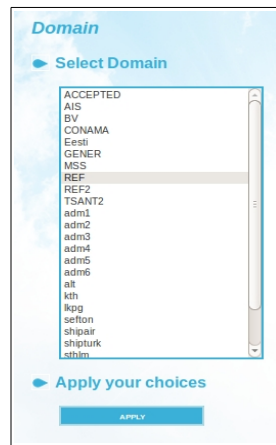 Domain
Select Domain
ACCEPTED
AIS
BV
CONAMA
Eesti
GENER
MSS
REF
REF2
TSANT2
adm1
adm2
adm3
adm4
adm5
adm6
alt
kth
lkpg
sefton
shipair
shipturk
sthlm
Apply your choices
APPLY